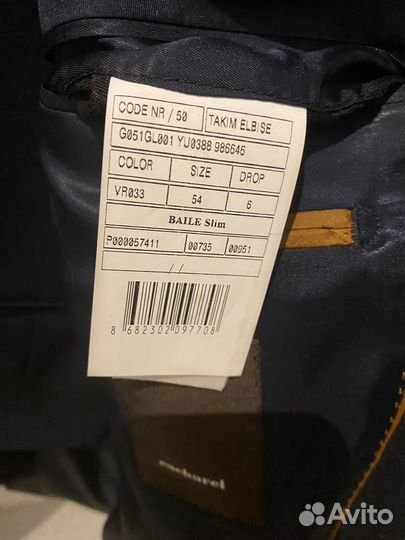 CODE NR / 50 TAKIM ELBISE
G051GL001 YU0388 986646
COLOR SIZE DROP
VR033 54 6
BAILE Slim
P000057411 00735 00951
/ /
8 682302 097708
cacharel
Avito